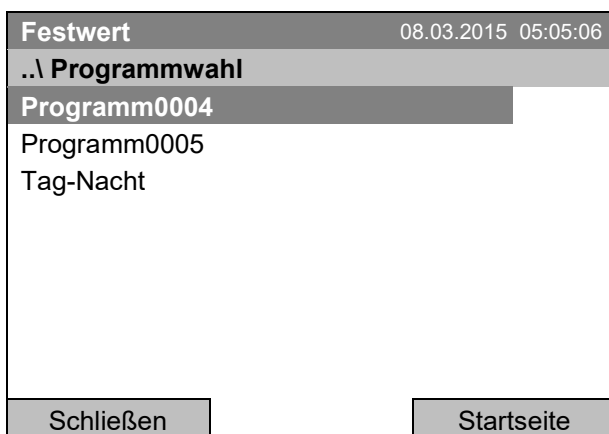 Festwert 08.03.2015 05:05:06
..\ Programmwahl
Programm0004
Programm0005
Tag-Nacht
Schließen Startseite